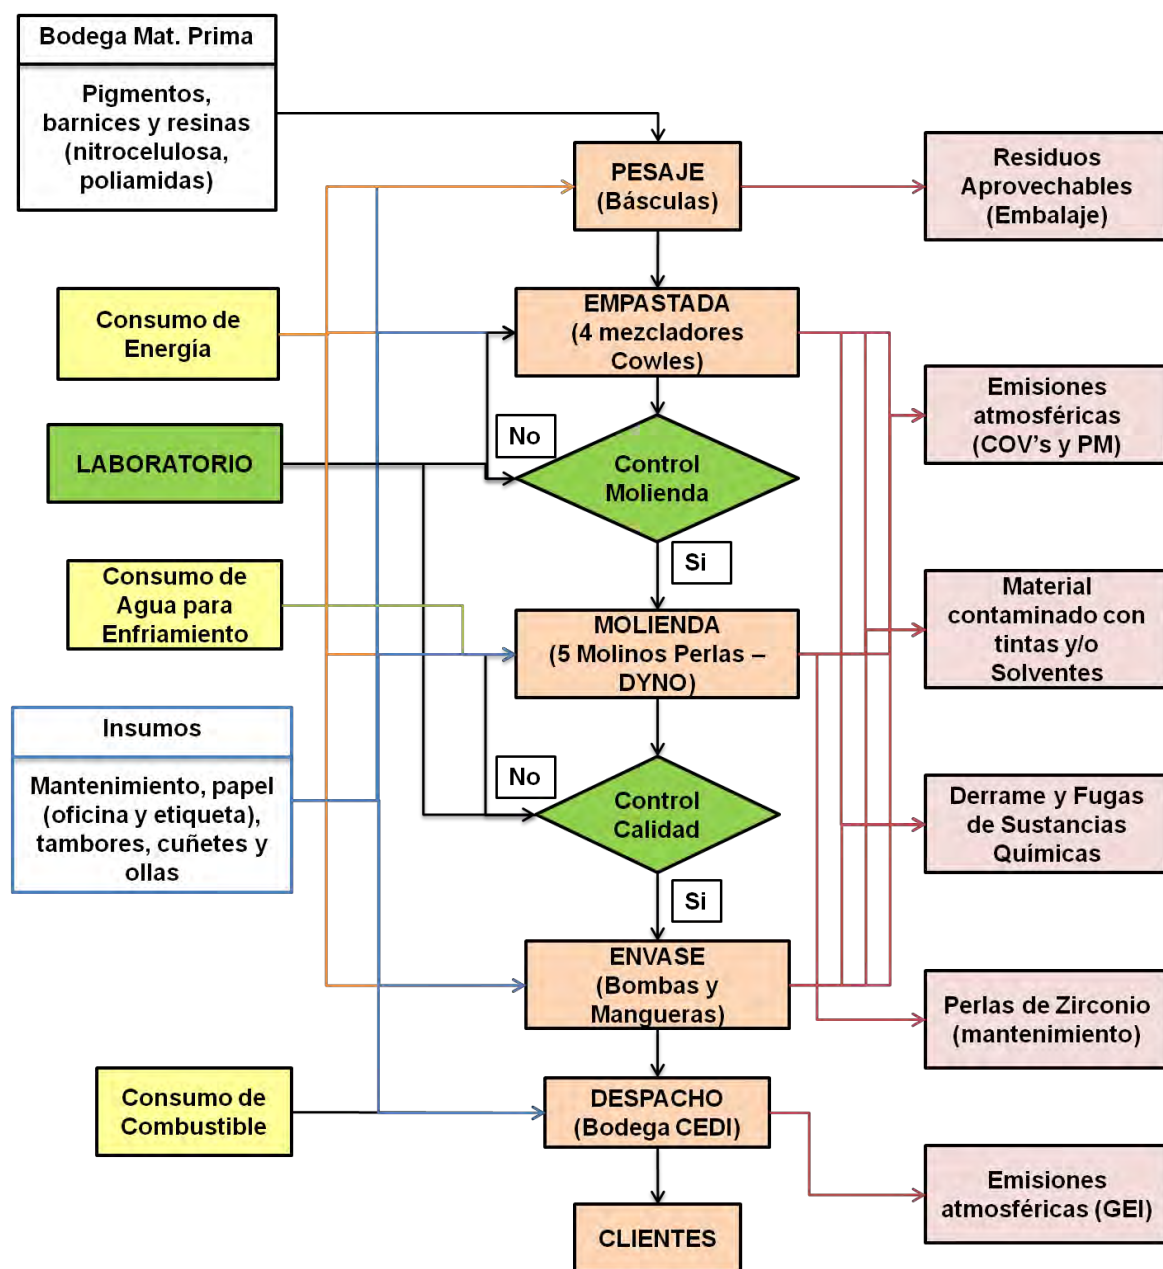 Bodega Mat. Prima
Pigmentos,
barnices y resinas
(nitrocelulosa,
poliamidas)
PESAJE
(Básculas)
Residuos
Aprovechables
(Embalaje)
Consumo de
Energía
EMPASTADA
(4 mezcladores
Cowles)
Emisiones
atmosféricas
(COV's y PM)
LABORATORIO
No
Control
Molienda
Si
Consumo de
Agua para
Enfriamiento
MOLIENDA
(5 Molinos Perlas –
DYNO)
Material
contaminado con
tintas y/o
Solventes
Insumos
Mantenimiento, papel
(oficina y etiqueta),
tambores, cuñetes y
ollas
No
Control
Calidad
Si
Derrame y Fugas
de Sustancias
Químicas
ENVASE
(Bombas y
Mangueras)
Perlas de Zirconio
(mantenimiento)
Consumo de
Combustible
DESPACHO
(Bodega CEDI)
Emisiones
atmosféricas (GEI)
CLIENTES